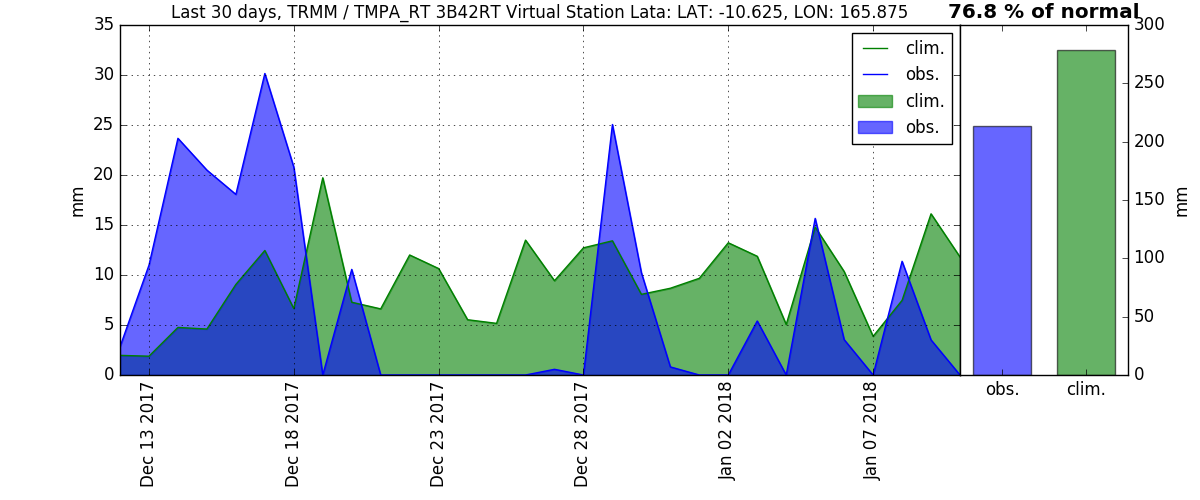 Last 30 days, TRMM / TMPA_RT 3B42RT Virtual Station Lata: LAT: -10.625, LON: 165.875
76.8 % of normal
clim.
obs.
clim.
obs.
mm
35
30
25
20
15
10
5
0
Dec 13 2017
Dec 18 2017
Dec 23 2017
Dec 28 2017
Jan 02 2018
Jan 07 2018
300
250
200
150
100
50
0
mm
obs.
clim.